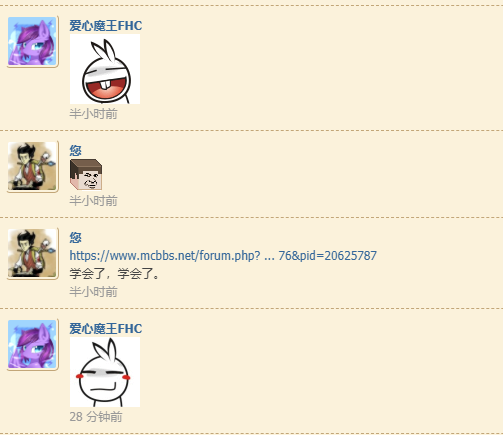 爱心魔王FHC
半小时前
您
半小时前
您
https://www.mcbbs.net/forum.php? ... 76&pid=20625787
学会了，学会了。
半小时前
爱心魔王FHC
28 分钟前